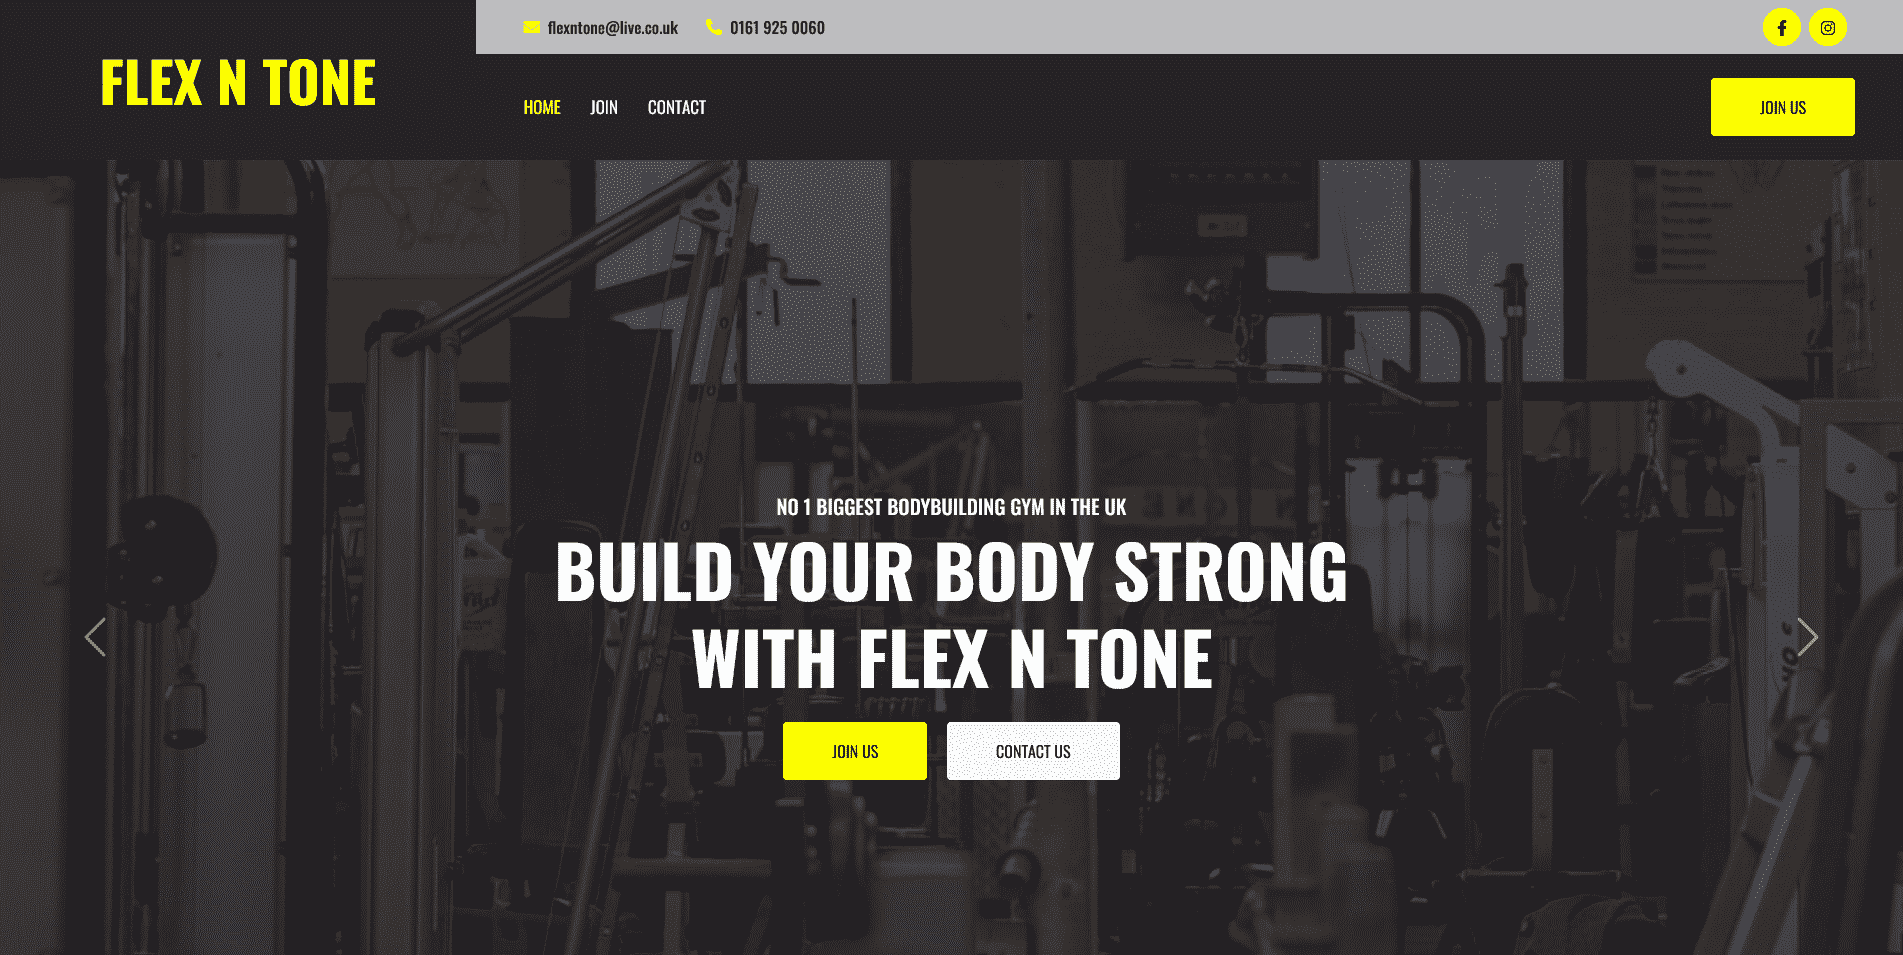 flexntone@live.co.uk
0161 925 0060
FLEX N TONE
HOME
JOIN
CONTACT
JOIN US
NO 1 BIGGEST BODYBUILDING GYM IN THE UK
BUILD YOUR BODY STRONG
WITH FLEX N TONE
JOIN US
CONTACT US